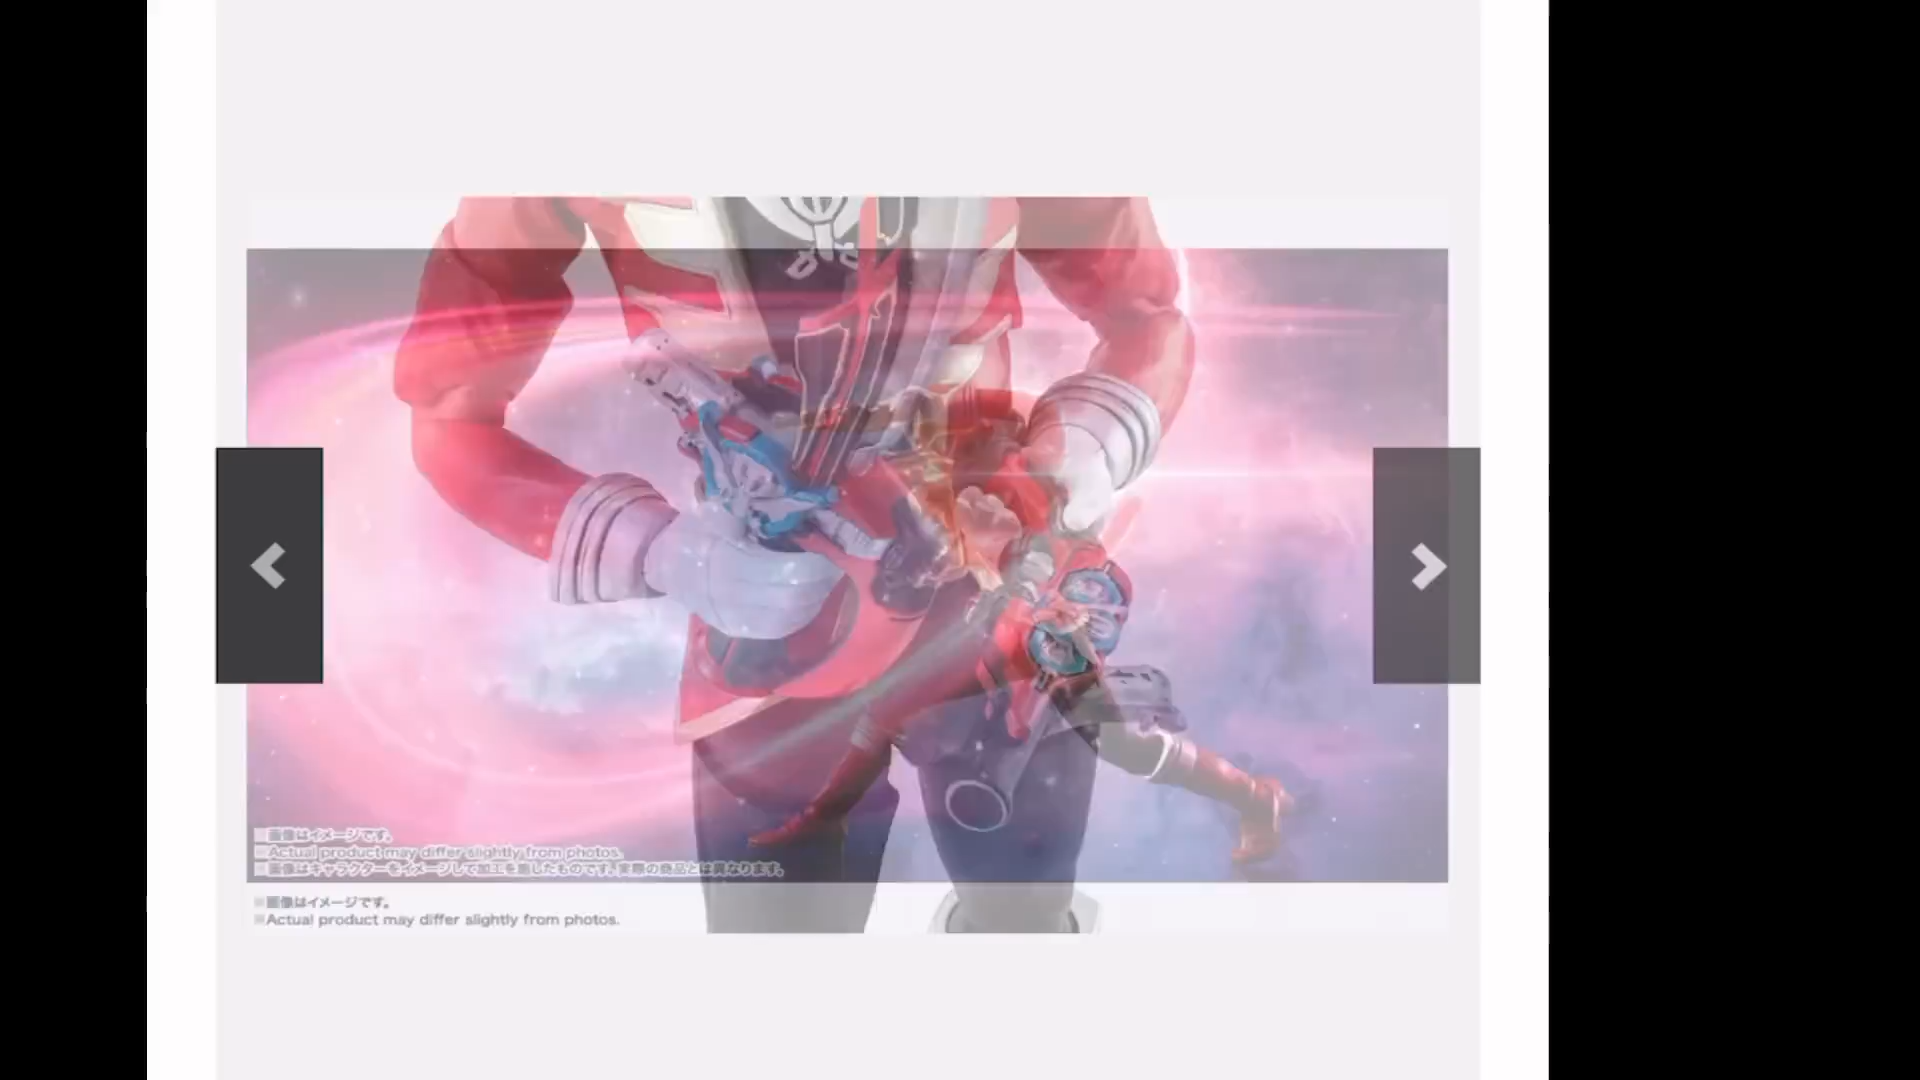 ※画像はイメージです。
※Actual product may differ slightly from photos.
※画像はキャラクターをイメージして加工を施したものです。実際の商品とは異なります。
※画像はイメージです。
※Actual product may differ slightly from photos.